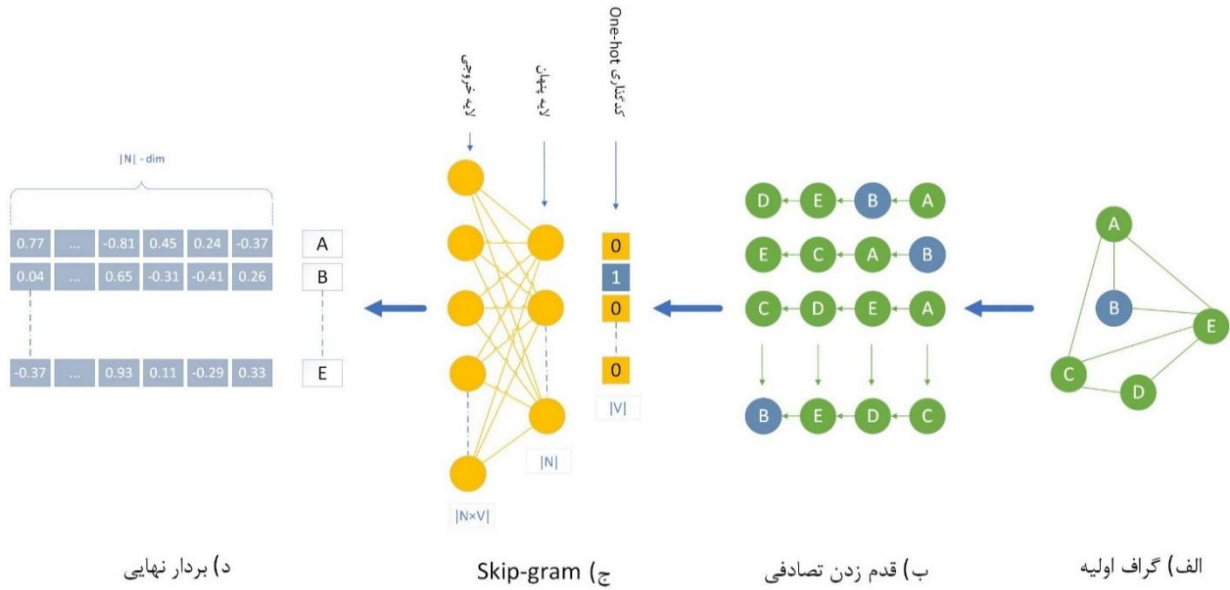 الف) گراف اولیه
A
B
E
C
D
ب) قدم زدن تصادفی
A B E D
B A C E
A E D C
C D E B
ج) Skip-gram
کدگذاری One-hot
لایه پنهان
لایه خروجی
0
1
0
0
|V|
|N|
|N×V|
د) بردار نهایی
|N| - dim
0.77 ... -0.81 0.45 0.24 -0.37 A
0.04 ... 0.65 -0.31 -0.41 0.26 B
-0.37 ... 0.93 0.11 -0.29 0.33 E